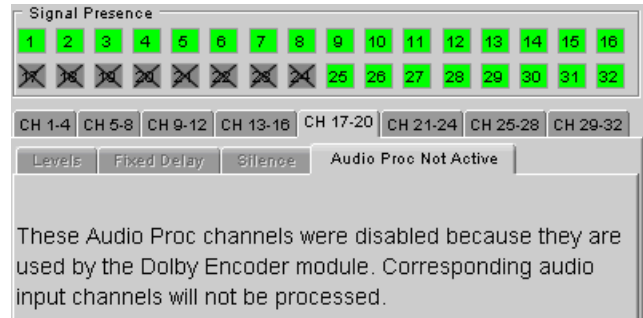 Signal Presence
1 2 3 4 5 6 7 8 9 10 11 12 13 14 15 16
17 18 19 20 21 22 23 24 25 26 27 28 29 30 31 32
CH 1-4 CH 5-8 CH 9-12 CH 13-16 CH 17-20 CH 21-24 CH 25-28 CH 29-32
Levels Fixed Delay Silence Audio Proc Not Active
These Audio Proc channels were disabled because they are
used by the Dolby Encoder module. Corresponding audio
input channels will not be processed.